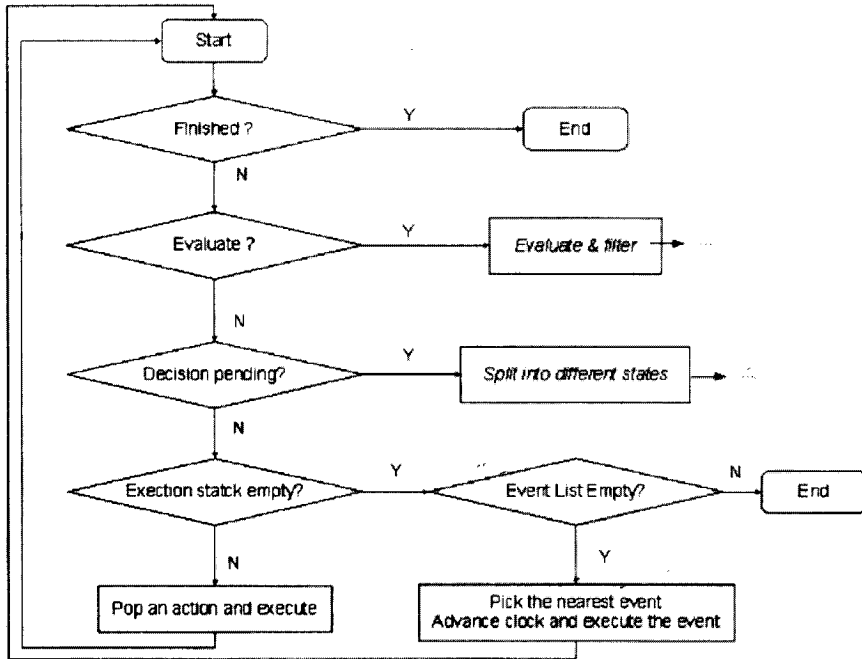 Start
Finished ?
Y
End
N
Evaluate ?
Y
Evaluate & filter
N
Decision pending?
Y
Split into different states
N
Exection statck empty?
Y
Event List Empty?
N
End
N
Y
Pop an action and execute
Pick the nearest event
Advance clock and execute the event